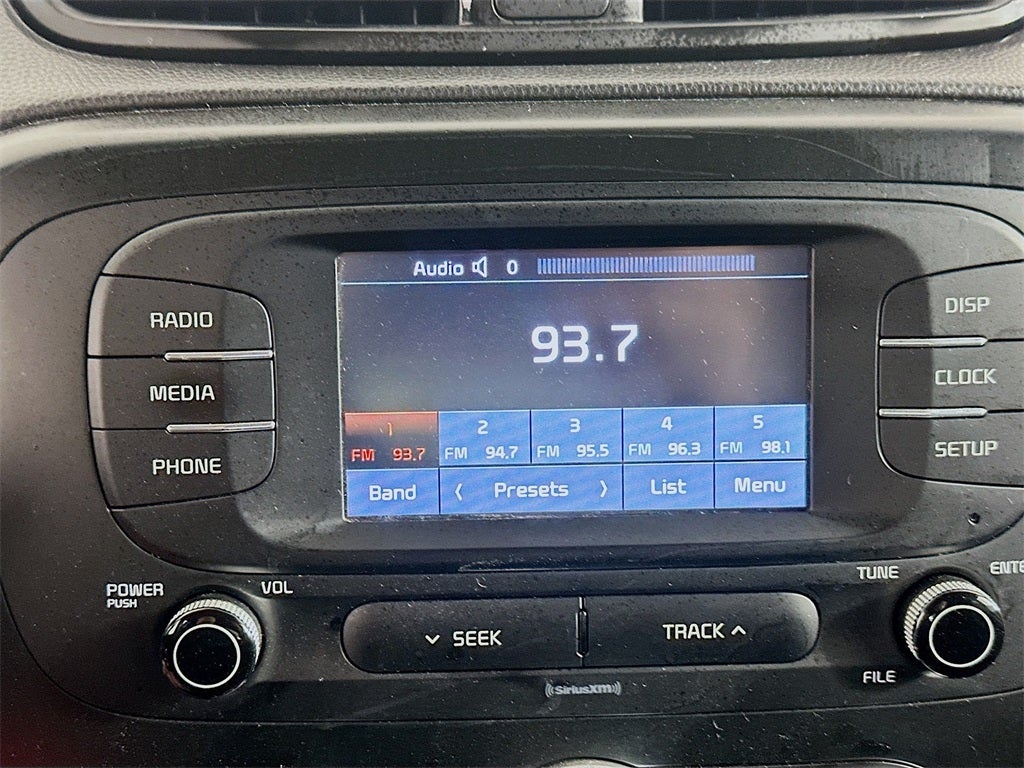 Audio 0
93.7
1 2 3 4 5
FM 93.7 FM 94.7 FM 95.5 FM 96.3 FM 98.1
Band < Presets > List Menu
RADIO
MEDIA
PHONE
DISP
CLOCK
SETUP
POWER
PUSH
VOL
SEEK
TRACK
TUNE
ENTE
FILE
((SiriusXM))